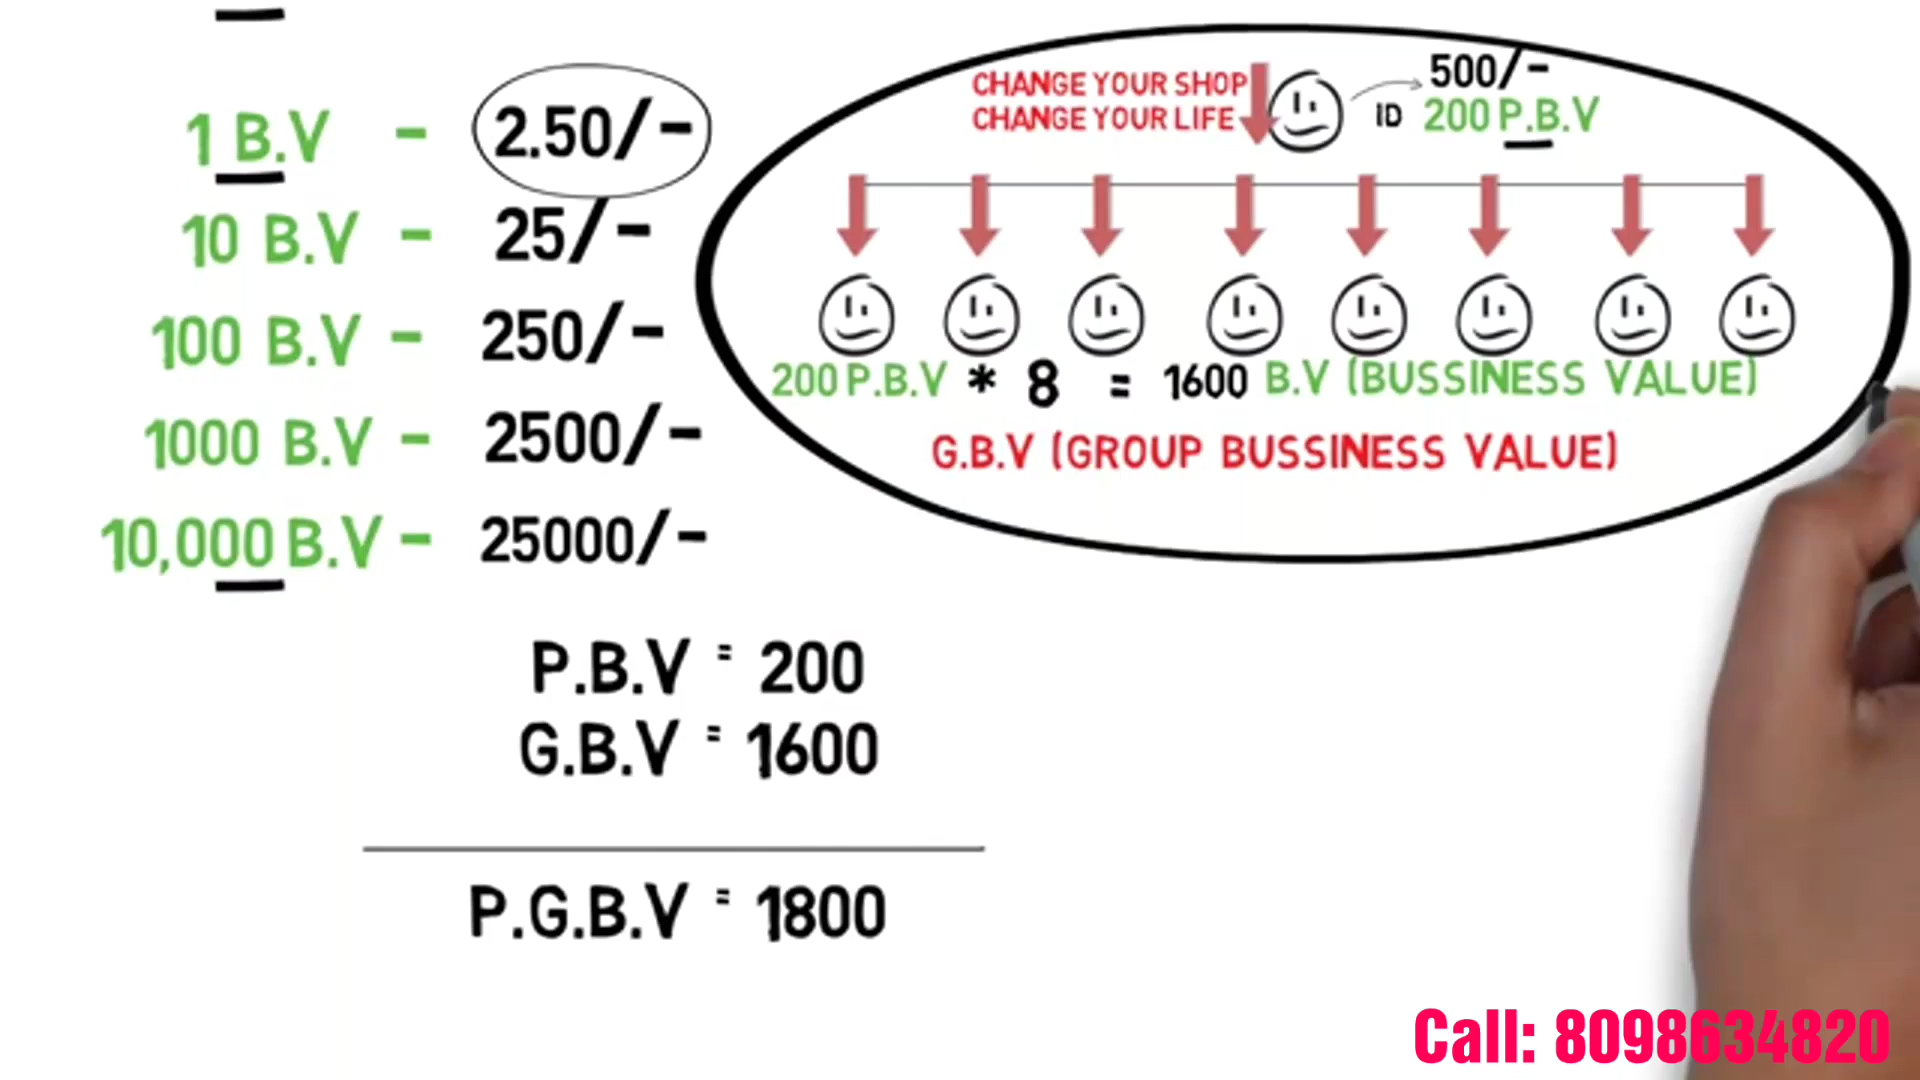 1 B.V - 2.50/-
10 B.V - 25/-
100 B.V - 250/-
1000 B.V - 2500/-
10,000 B.V - 25000/-
CHANGE YOUR SHOP
CHANGE YOUR LIFE
500/-
ID 200 P.B.V
200 P.B.V * 8 = 1600 B.V (BUSSINESS VALUE)
G.B.V (GROUP BUSSINESS VALUE)
P.B.V = 200
G.B.V = 1600
P.G.B.V = 1800
Call: 8098634820